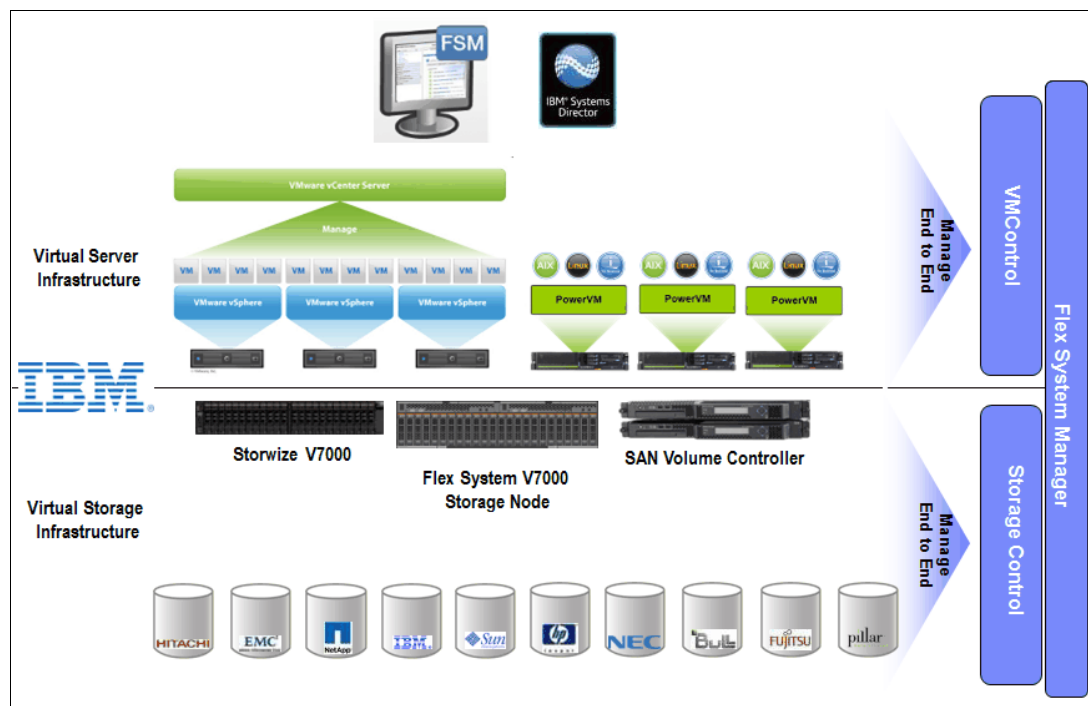 FSM
IBM® Systems
Director
VMware vCenter Server
Manage
Virtual Server
Infrastructure
VM VM VM VM VM VM VM VM VM VM VM VM
VMware vSphere VMware vSphere VMware vSphere
AIX Linux AIX Linux AIX Linux
PowerVM PowerVM PowerVM
Manage
End to End
VMControl
Flex System Manager
IBM®
Storwize V7000
Flex System V7000
Storage Node
SAN Volume Controller
Virtual Storage
Infrastructure
Manage
End to End
Storage Control
HITACHI EMC² NetApp IBM Sun hp NEC Bull FUJITSU pillar
invent